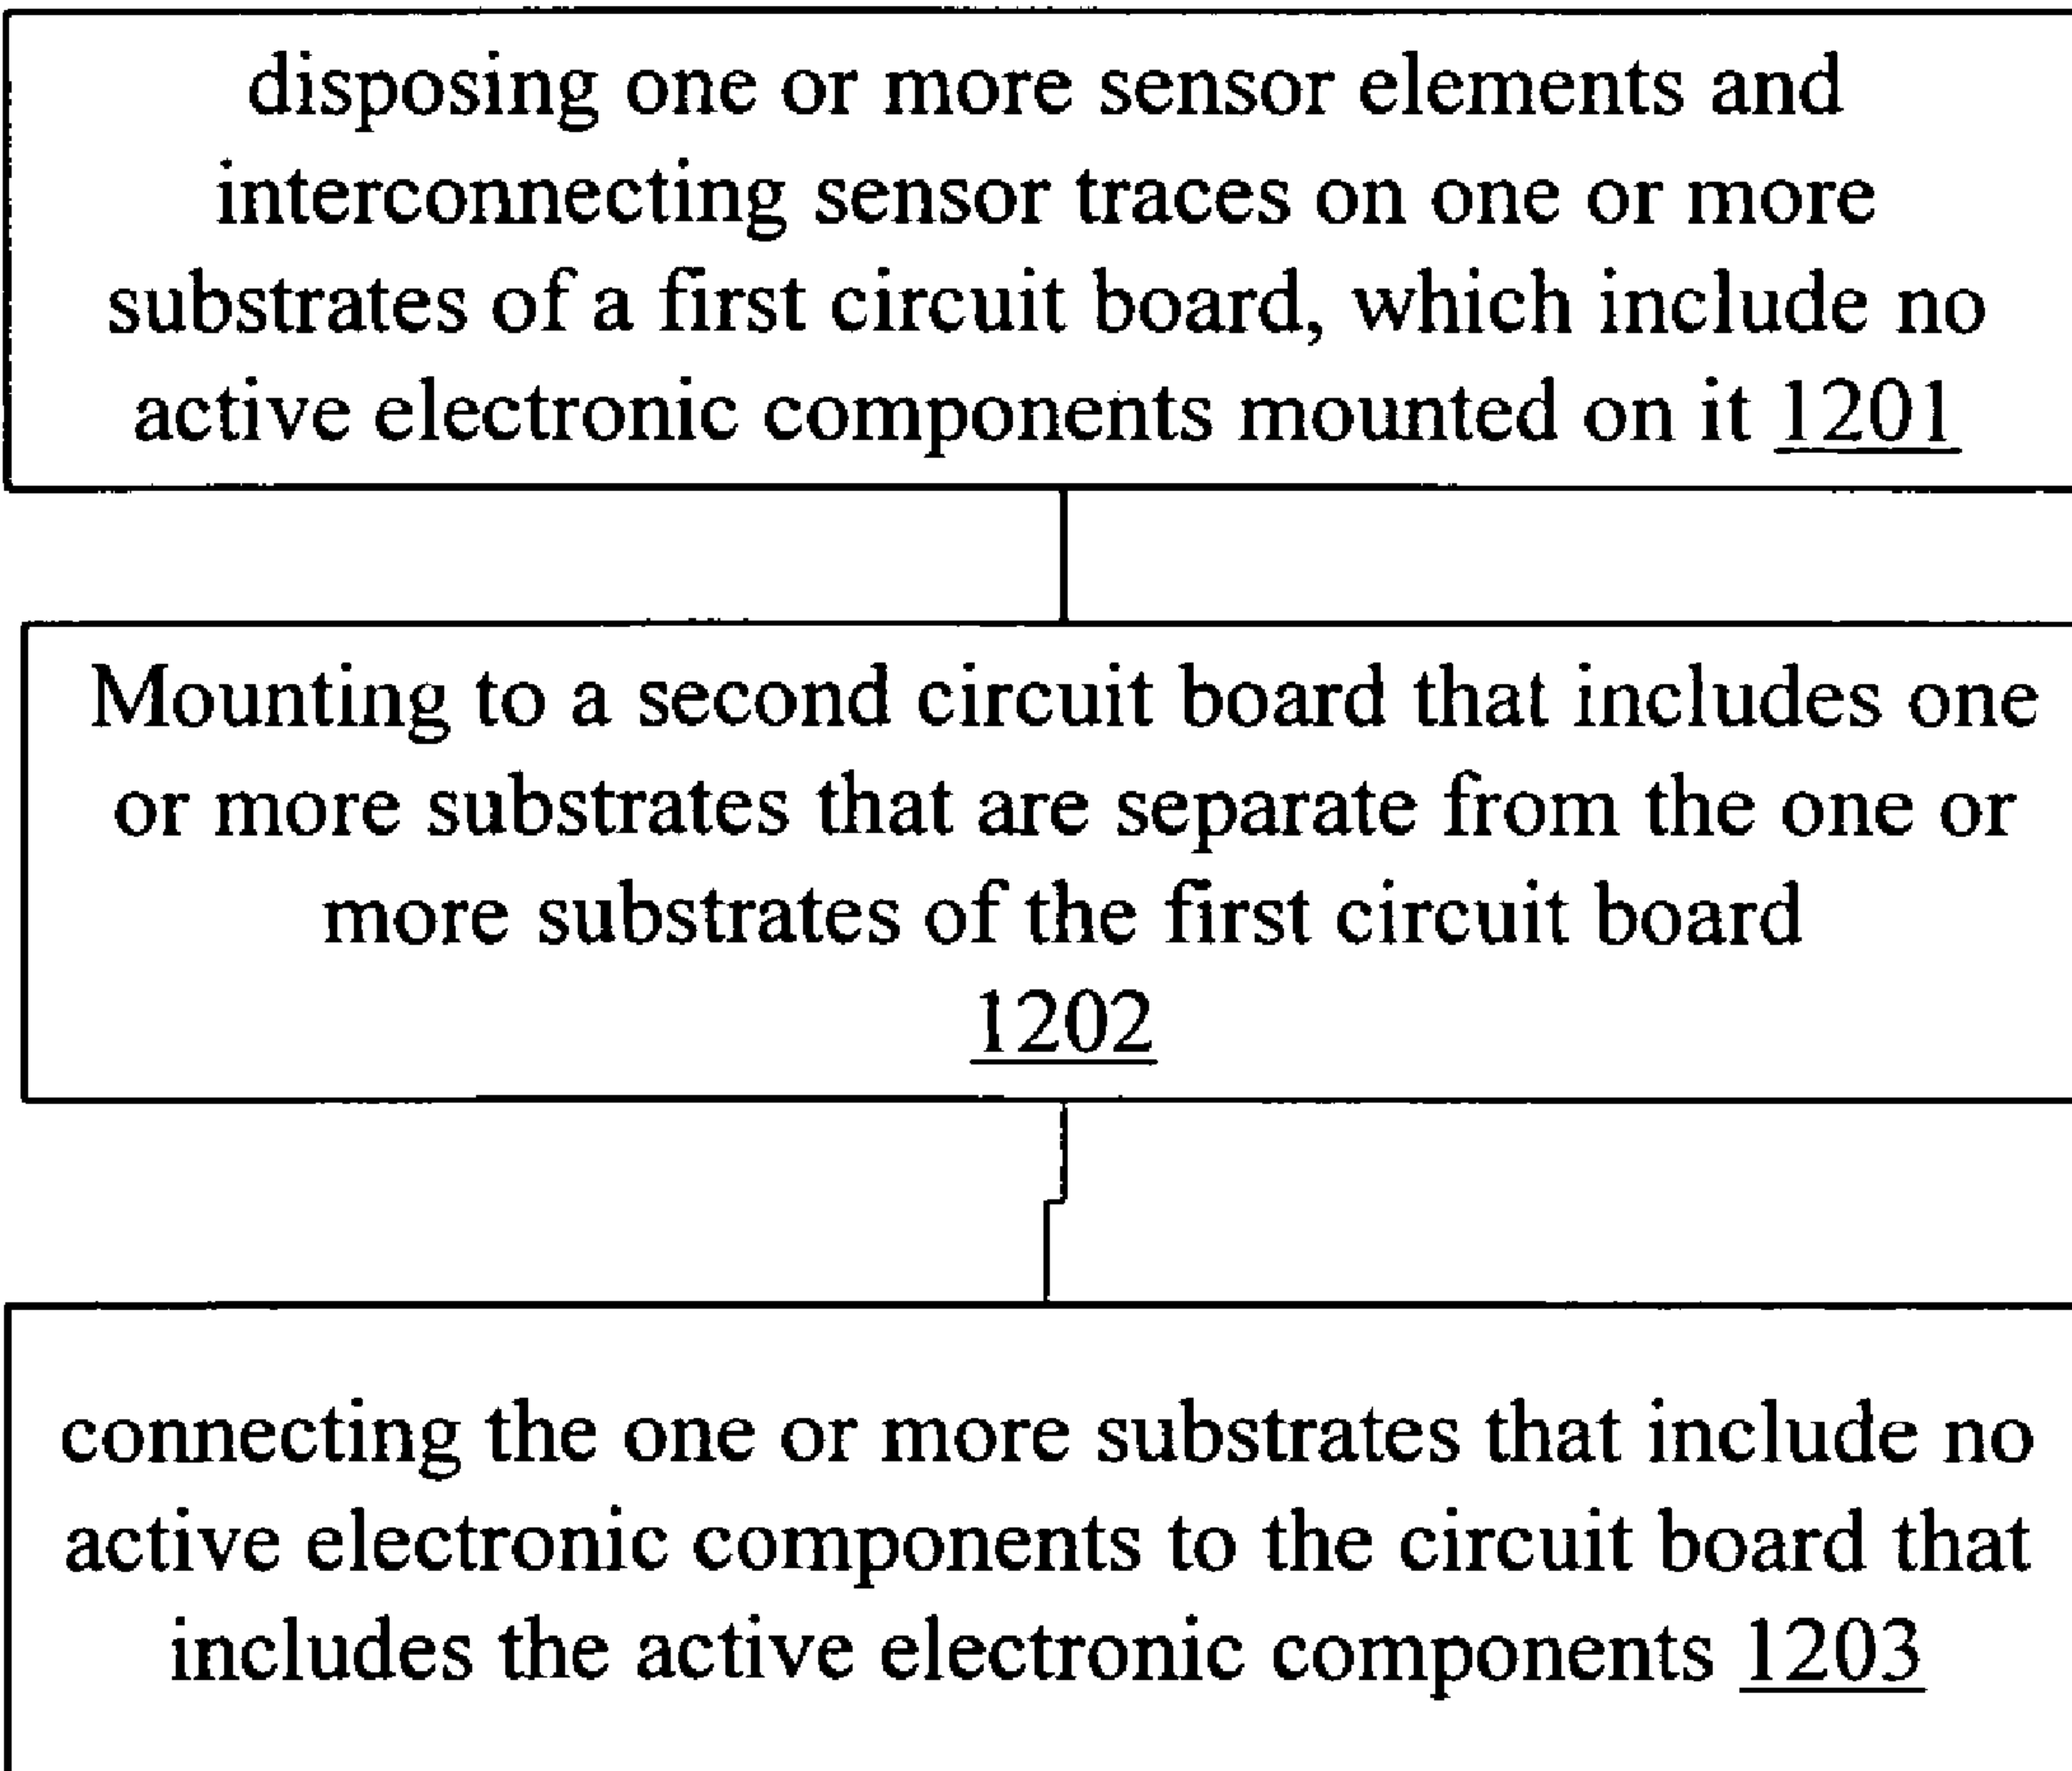 disposing one or more sensor elements and
interconnecting sensor traces on one or more
substrates of a first circuit board, which include no
active electronic components mounted on it 1201
Mounting to a second circuit board that includes one
or more substrates that are separate from the one or
more substrates of the first circuit board
1202
connecting the one or more substrates that include no
active electronic components to the circuit board that
includes the active electronic components 1203